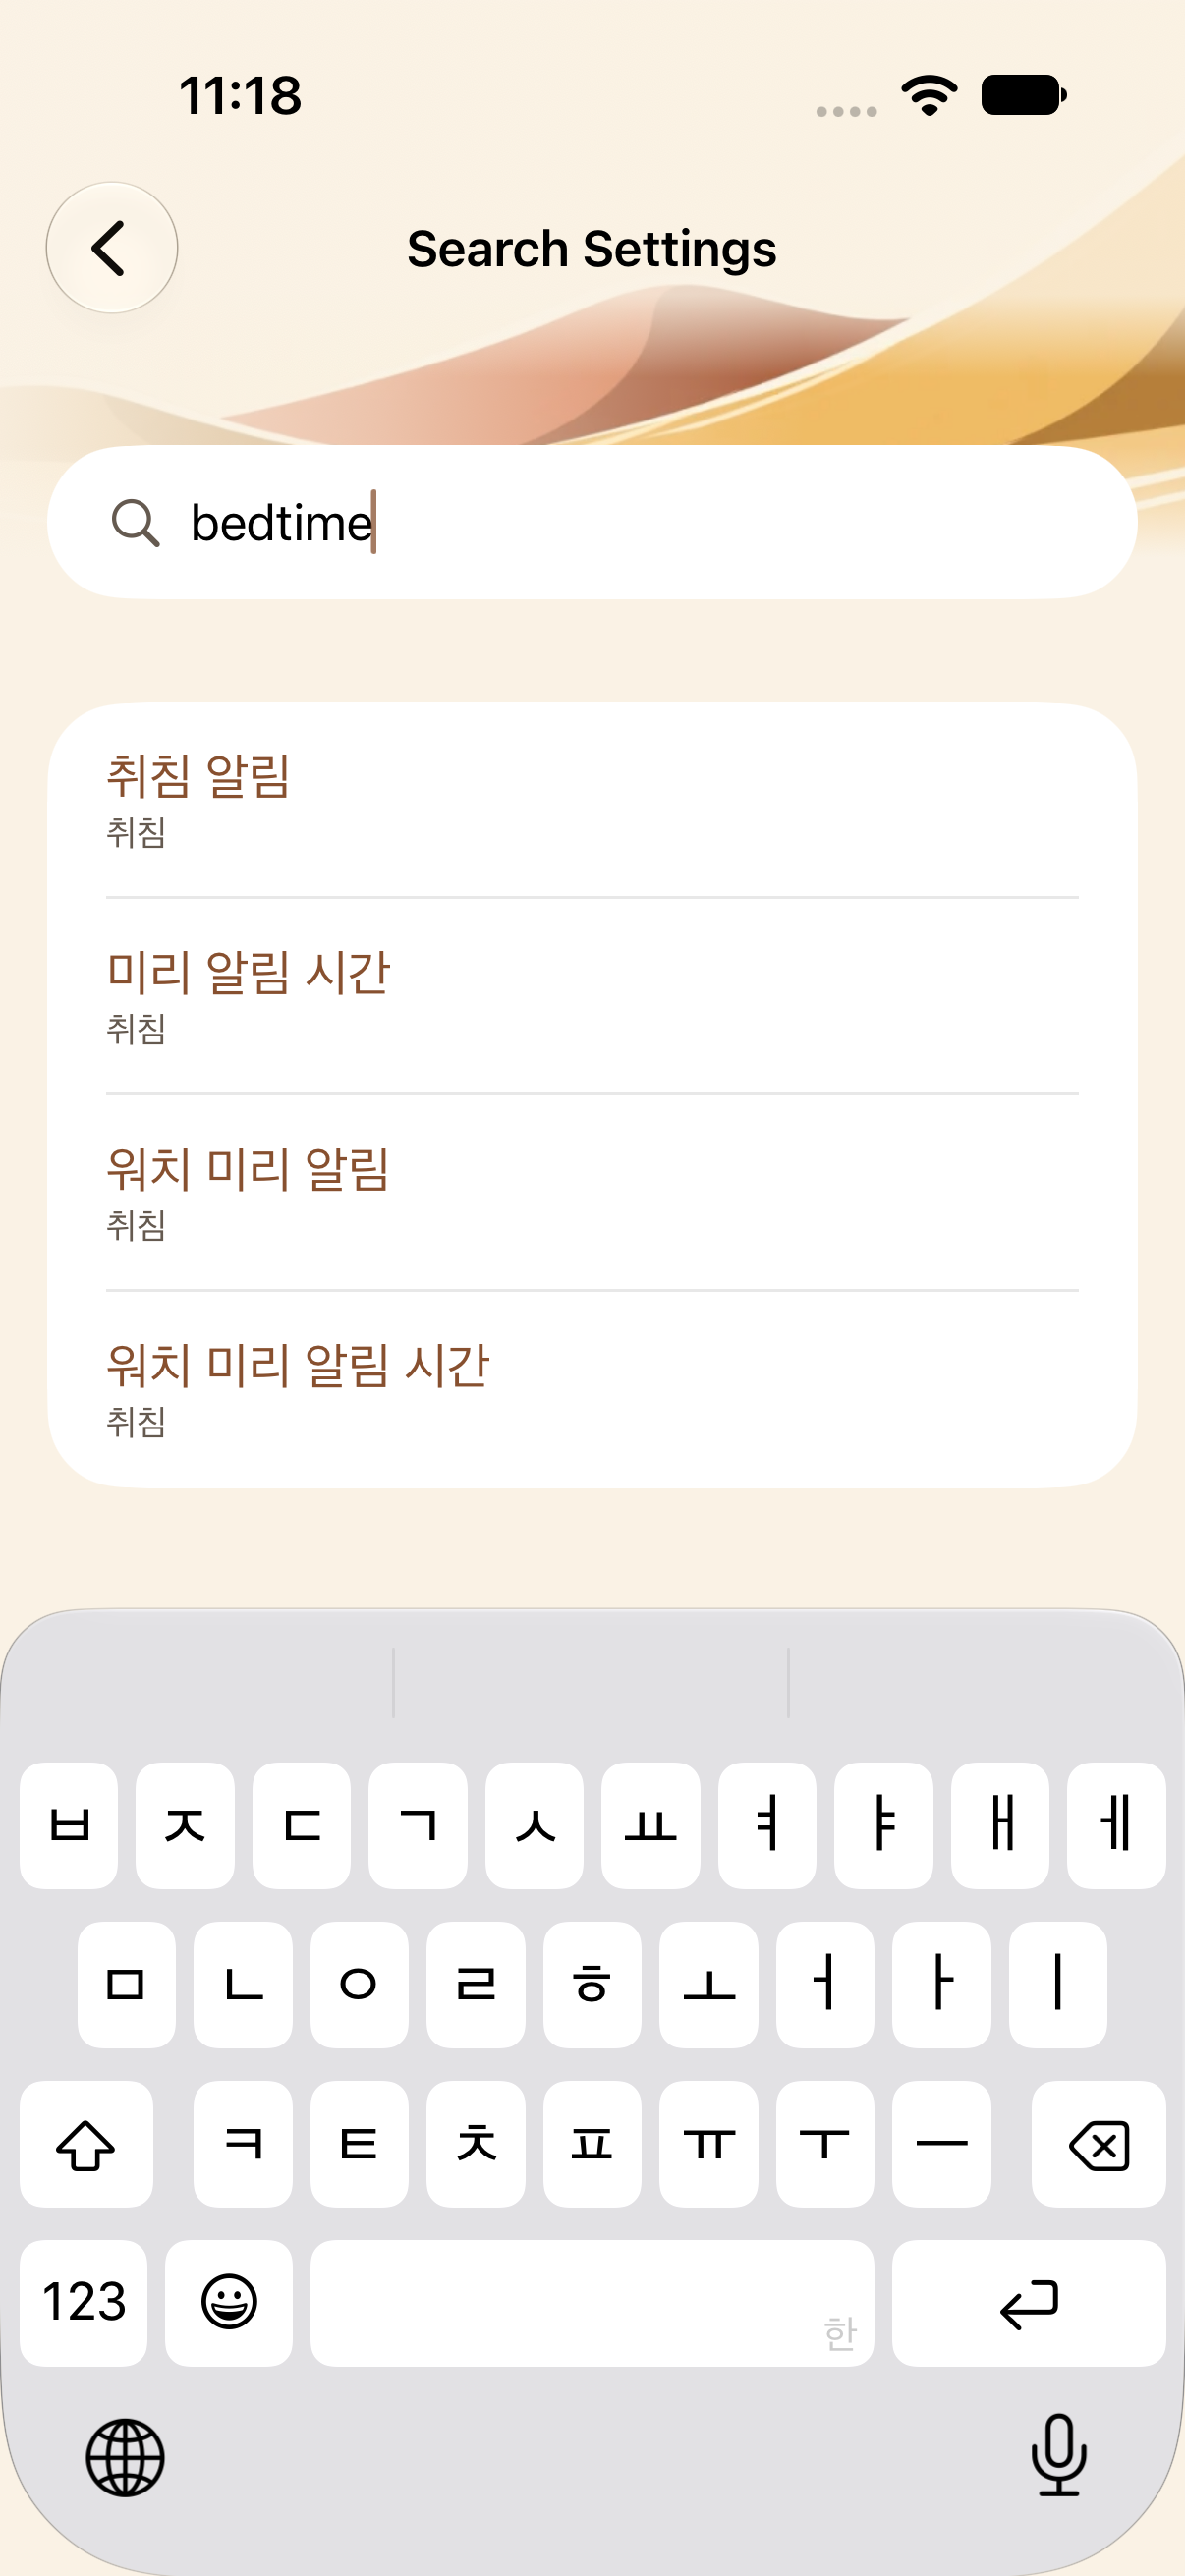 11:18
Search Settings
bedtime
취침 알림
취침
미리 알림 시간
취침
워치 미리 알림
취침
워치 미리 알림 시간
취침
ㅂ ㅈ ㄷ ㄱ ㅅ ㅛ ㅕ ㅑ ㅐ ㅔ
ㅁ ㄴ ㅇ ㄹ ㅎ ㅗ ㅓ ㅏ ㅣ
ㅋ ㅌ ㅊ ㅍ ㅠ ㅜ ㅡ
123 한